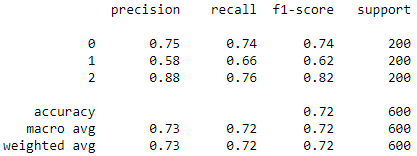 precision recall f1-score support
0 0.75 0.74 0.74 200
1 0.58 0.66 0.62 200
2 0.88 0.76 0.82 200
accuracy 0.72 600
macro avg 0.73 0.72 0.72 600
weighted avg 0.73 0.72 0.72 600